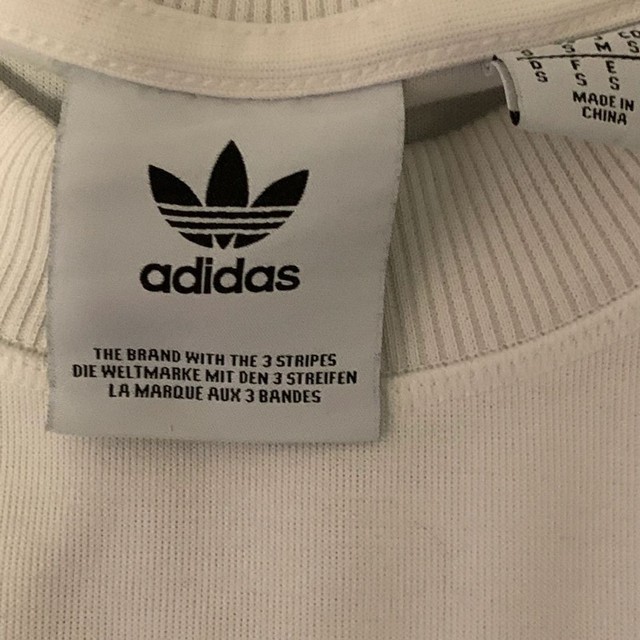 adidas
THE BRAND WITH THE 3 STRIPES
DIE WELTMARKE MIT DEN 3 STREIFEN
LA MARQUE AUX 3 BANDES
S M S
D F E
S S S
MADE IN
CHINA